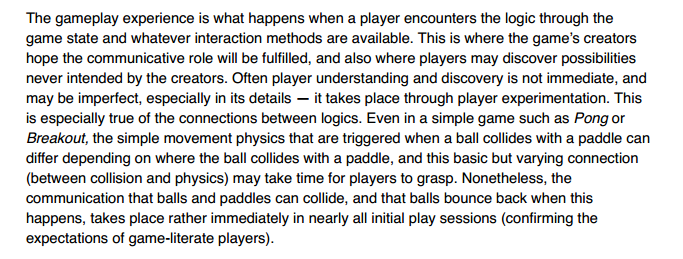 The gameplay experience is what happens when a player encounters the logic through the
game state and whatever interaction methods are available. This is where the game’s creators
hope the communicative role will be fulfilled, and also where players may discover possibilities
never intended by the creators. Often player understanding and discovery is not immediate, and
may be imperfect, especially in its details — it takes place through player experimentation. This
is especially true of the connections between logics. Even in a simple game such as Pong or
Breakout, the simple movement physics that are triggered when a ball collides with a paddle can
differ depending on where the ball collides with a paddle, and this basic but varying connection
(between collision and physics) may take time for players to grasp. Nonetheless, the
communication that balls and paddles can collide, and that balls bounce back when this
happens, takes place rather immediately in nearly all initial play sessions (confirming the
expectations of game-literate players).